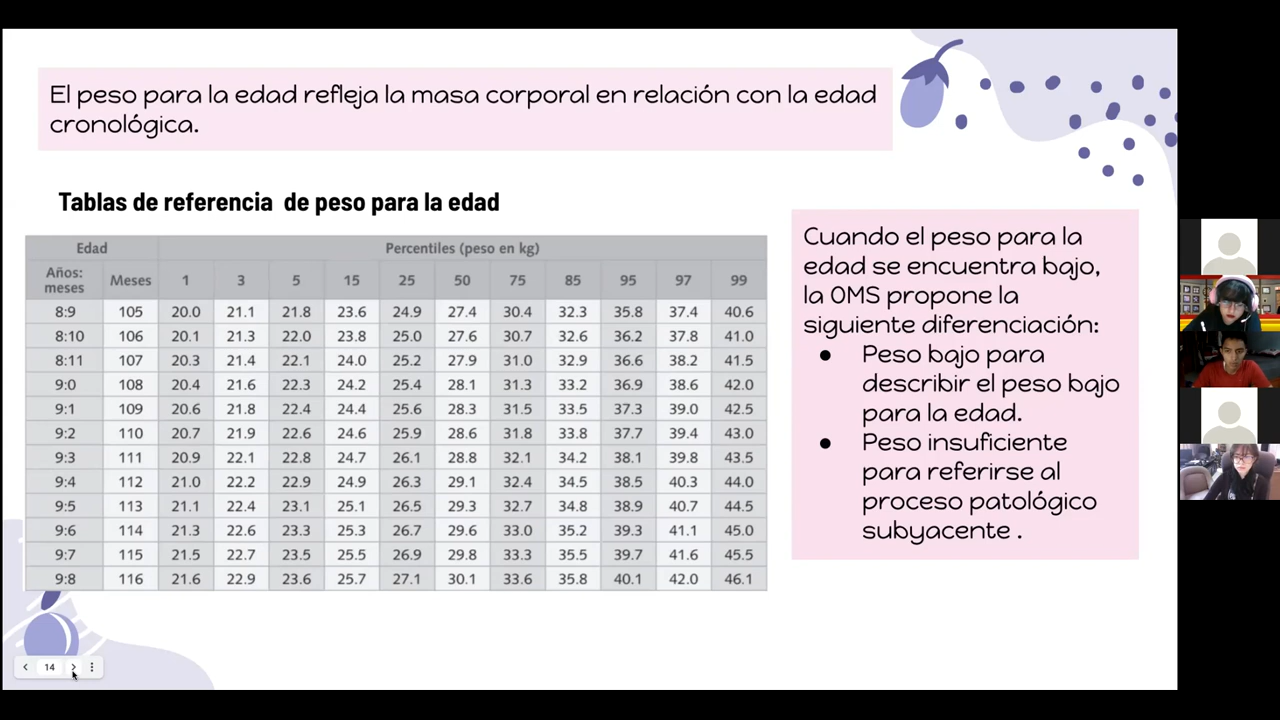 El peso para la edad refleja la masa corporal en relación con la edad
cronológica.
Tablas de referencia de peso para la edad
Edad Percentiles (peso en kg)
Años: meses Meses 1 3 5 15 25 50 75 85 95 97 99
8:9 105 20.0 21.1 21.8 23.6 24.9 27.4 30.4 32.3 35.8 37.4 40.6
8:10 106 20.1 21.3 22.0 23.8 25.0 27.6 30.7 32.6 36.2 37.8 41.0
8:11 107 20.3 21.4 22.1 24.0 25.2 27.9 31.0 32.9 36.6 38.2 41.5
9:0 108 20.4 21.6 22.3 24.2 25.4 28.1 31.3 33.2 36.9 38.6 42.0
9:1 109 20.6 21.8 22.4 24.4 25.6 28.3 31.5 33.5 37.3 39.0 42.5
9:2 110 20.7 21.9 22.6 24.6 25.9 28.6 31.8 33.8 37.7 39.4 43.0
9:3 111 20.9 22.1 22.8 24.7 26.1 28.8 32.1 34.2 38.1 39.8 43.5
9:4 112 21.0 22.2 22.9 24.9 26.3 29.1 32.4 34.5 38.5 40.3 44.0
9:5 113 21.1 22.4 23.1 25.1 26.5 29.3 32.7 34.8 38.9 40.7 44.5
9:6 114 21.3 22.6 23.3 25.3 26.7 29.6 33.0 35.2 39.3 41.1 45.0
9:7 115 21.5 22.7 23.5 25.5 26.9 29.8 33.3 35.5 39.7 41.6 45.5
9:8 116 21.6 22.9 23.6 25.7 27.1 30.1 33.6 35.8 40.1 42.0 46.1
Cuando el peso para la
edad se encuentra bajo,
la OMS propone la
siguiente diferenciación:
● Peso bajo para
describir el peso bajo
para la edad.
● Peso insuficiente
para referirse al
proceso patológico
subyacente .
14